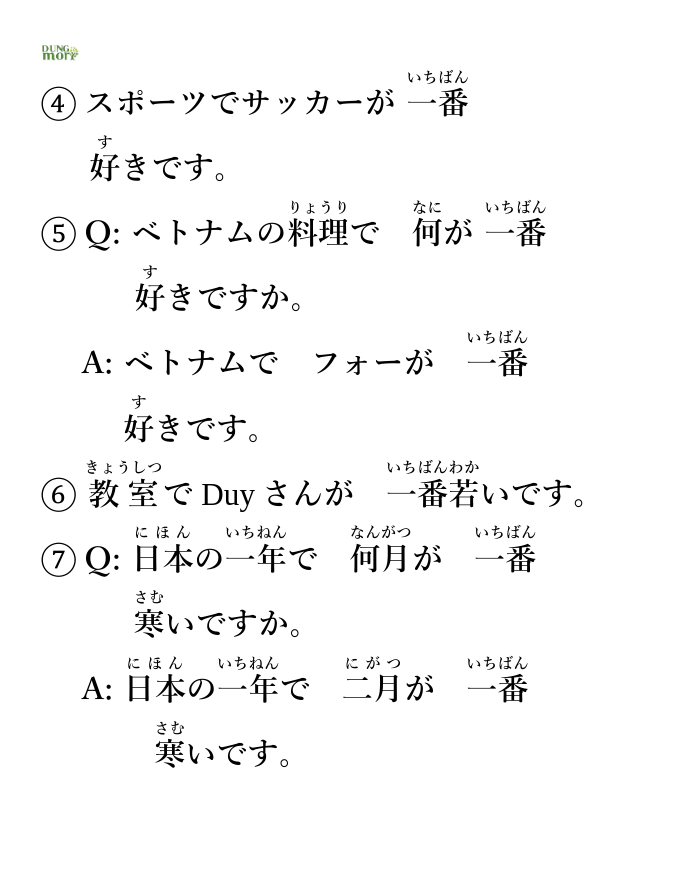 DUNG
mori
いちばん
④ スポーツでサッカーが 一番
す
好きです。
りょうり なに いちばん
⑤ Q: ベトナムの料理で 何が 一番
す
好きですか。
いちばん
A: ベトナムで フォーが 一番
す
好きです。
きょうしつ いちばんわか
⑥ 教室で Duy さんが 一番若いです。
にほん いちねん なんがつ いちばん
⑦ Q: 日本の一年で 何月が 一番
さむ
寒いですか。
にほん いちねん にがつ いちばん
A: 日本の一年で 二月が 一番
さむ
寒いです。